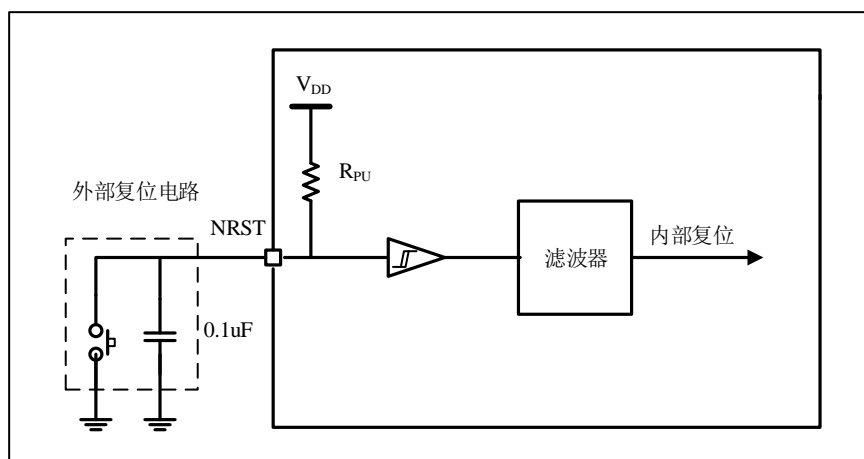 V_DD
R_PU
外部复位电路
NRST
内部复位
滤波器
0.1uF